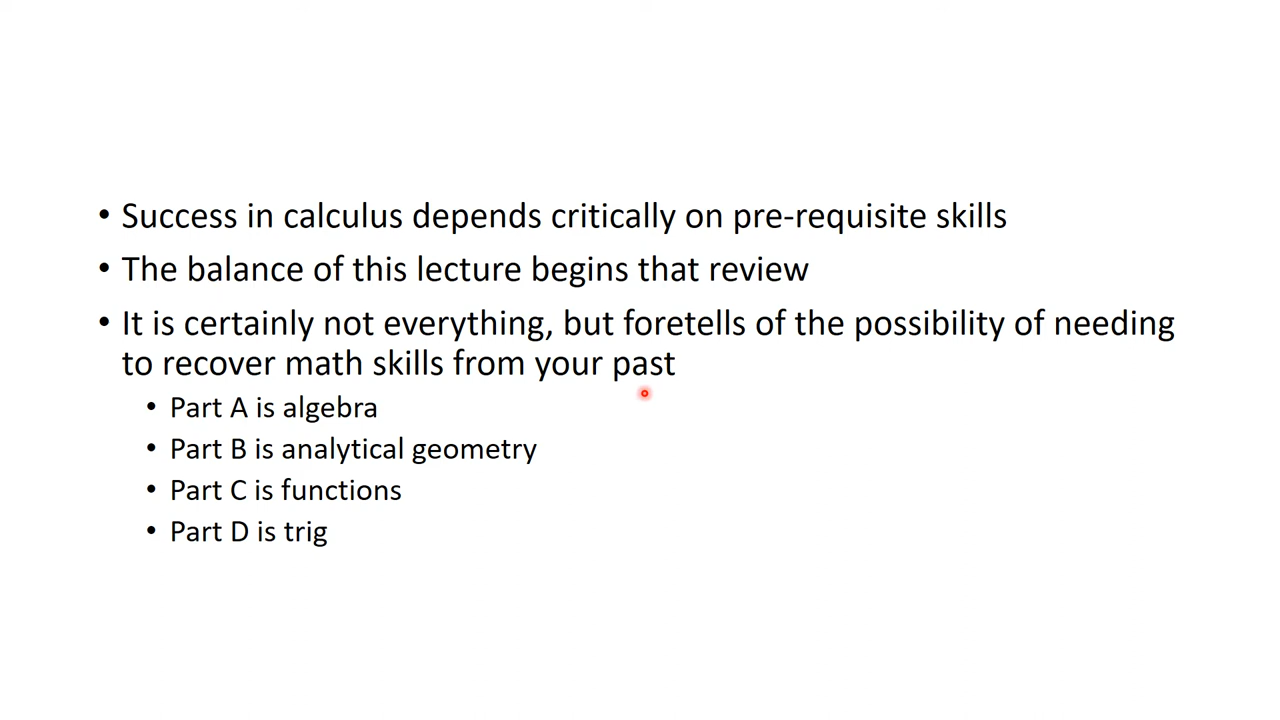 • Success in calculus depends critically on pre-requisite skills
• The balance of this lecture begins that review
• It is certainly not everything, but foretells of the possibility of needing
to recover math skills from your past
• Part A is algebra
• Part B is analytical geometry
• Part C is functions
• Part D is trig